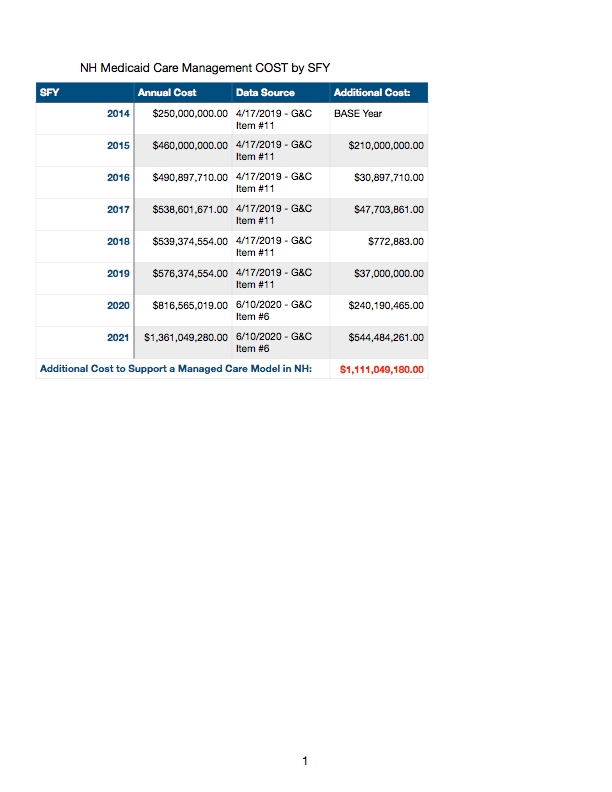 NH Medicaid Care Management COST by SFY
SFY Annual Cost Data Source Additional Cost:
2014 $250,000,000.00 4/17/2019 - G&C BASE Year
Item #11
2015 $460,000,000.00 4/17/2019 - G&C $210,000,000.00
Item #11
2016 $490,897,710.00 4/17/2019 - G&C $30,897,710.00
Item #11
2017 $538,601,671.00 4/17/2019 - G&C $47,703,861.00
Item #11
2018 $539,374,554.00 4/17/2019 - G&C $772,883.00
Item #11
2019 $576,374,554.00 4/17/2019 - G&C $37,000,000.00
Item #11
2020 $816,565,019.00 6/10/2020 - G&C $240,190,465.00
Item #6
2021 $1,361,049,280.00 6/10/2020 - G&C $544,484,261.00
Item #6
Additional Cost to Support a Managed Care Model in NH: $1,111,049,180.00
1